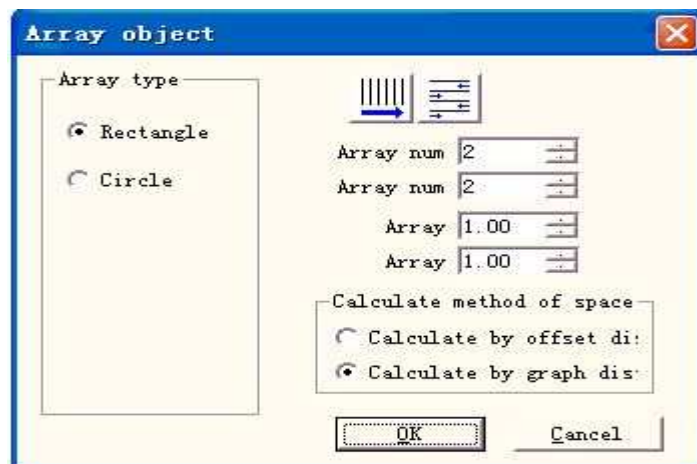 Array object
Array type
Rectangle
Circle
Array num 2
Array num 2
Array 1.00
Array 1.00
Calculate method of space
Calculate by offset di
Calculate by graph dis
OK
Cancel